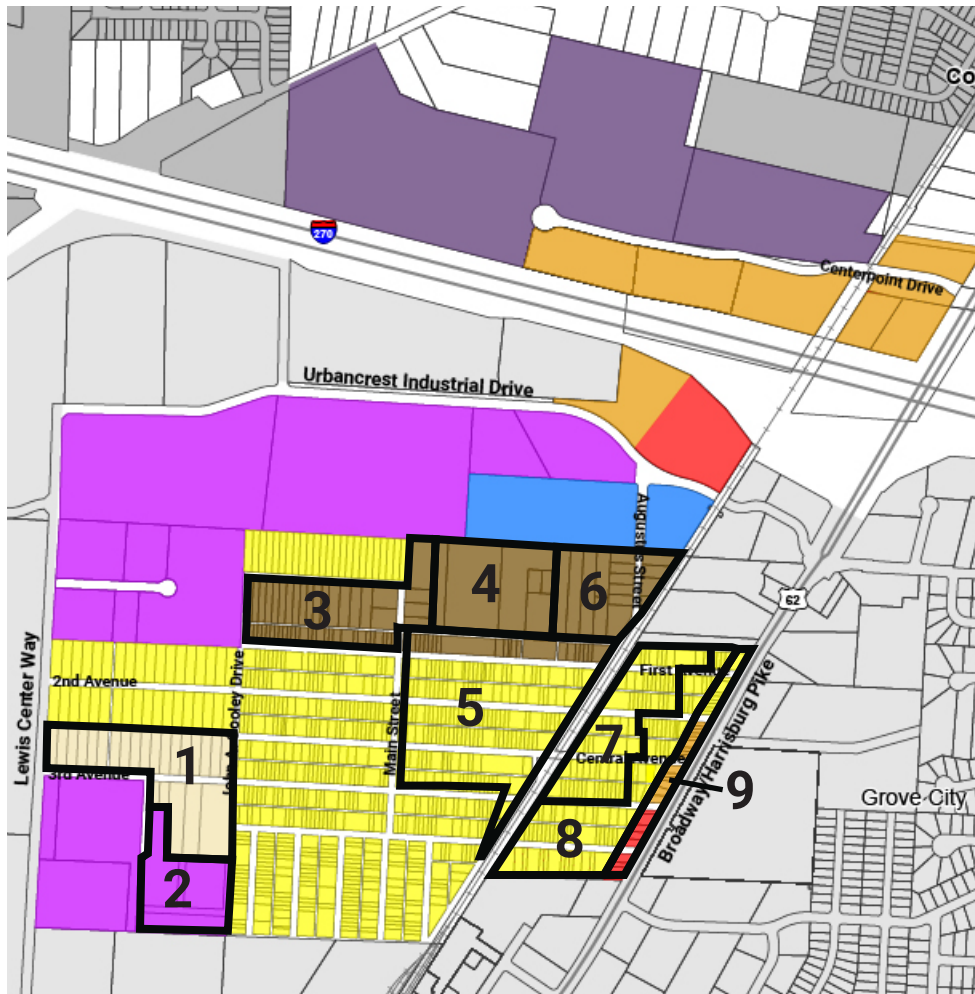 Co
270
Centerpoint Drive
Urbancrest Industrial Drive
Street
62
4
6
3
First Avenue
2nd Avenue
Lewis Center Way
Main Street
5
7
Central Avenue
1
3rd Avenue
9
Broadway/Harrisburg Pike
Grove City
8
2